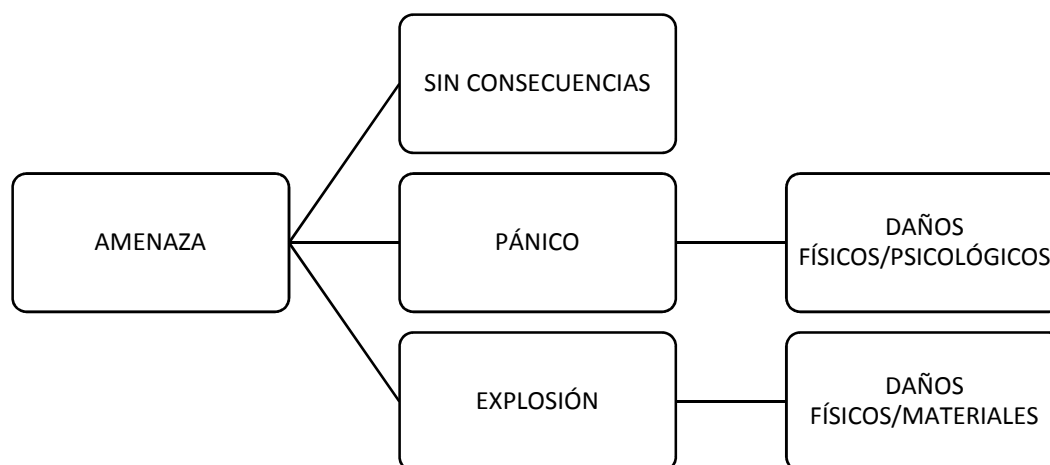 SIN CONSECUENCIAS
AMENAZA
PÁNICO
DAÑOS
FÍSICOS/PSICOLÓGICOS
EXPLOSIÓN
DAÑOS
FÍSICOS/MATERIALES